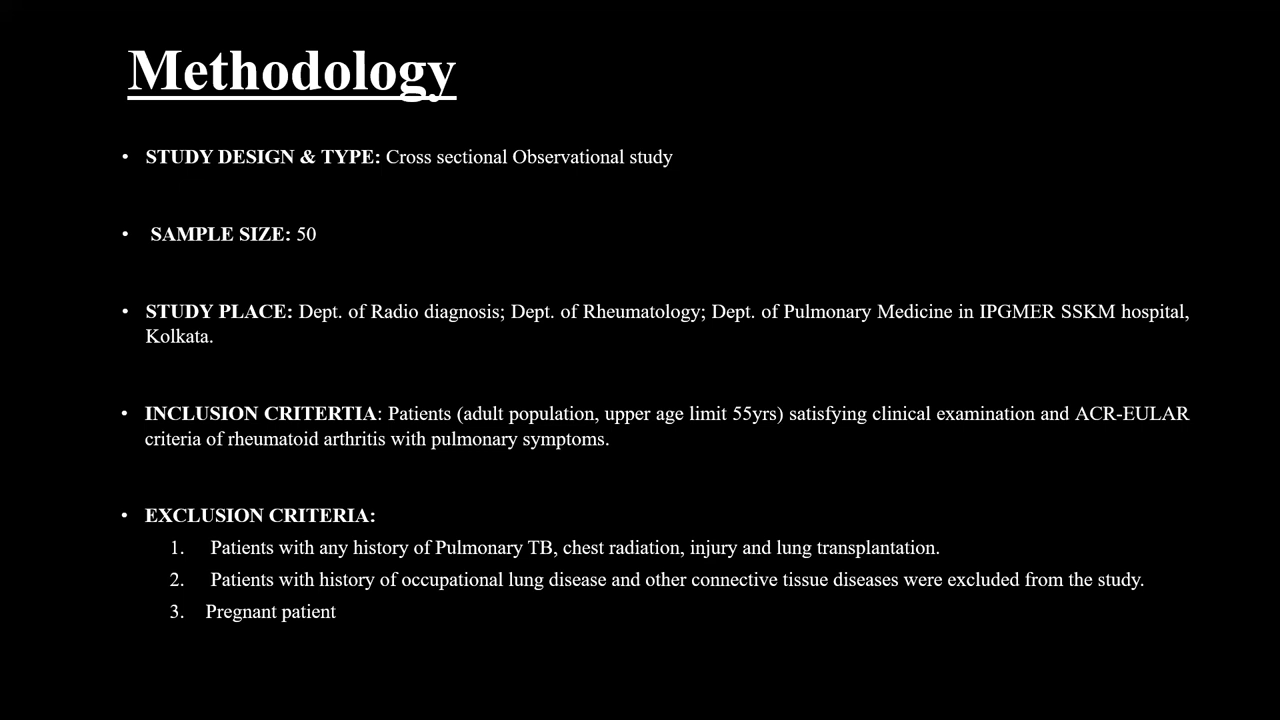 Methodology
• STUDY DESIGN & TYPE: Cross sectional Observational study
• SAMPLE SIZE: 50
• STUDY PLACE: Dept. of Radio diagnosis; Dept. of Rheumatology; Dept. of Pulmonary Medicine in IPGMER SSKM hospital,
Kolkata.
• INCLUSION CRITERTIA: Patients (adult population, upper age limit 55yrs) satisfying clinical examination and ACR-EULAR
criteria of rheumatoid arthritis with pulmonary symptoms.
• EXCLUSION CRITERIA:
1. Patients with any history of Pulmonary TB, chest radiation, injury and lung transplantation.
2. Patients with history of occupational lung disease and other connective tissue diseases were excluded from the study.
3. Pregnant patient